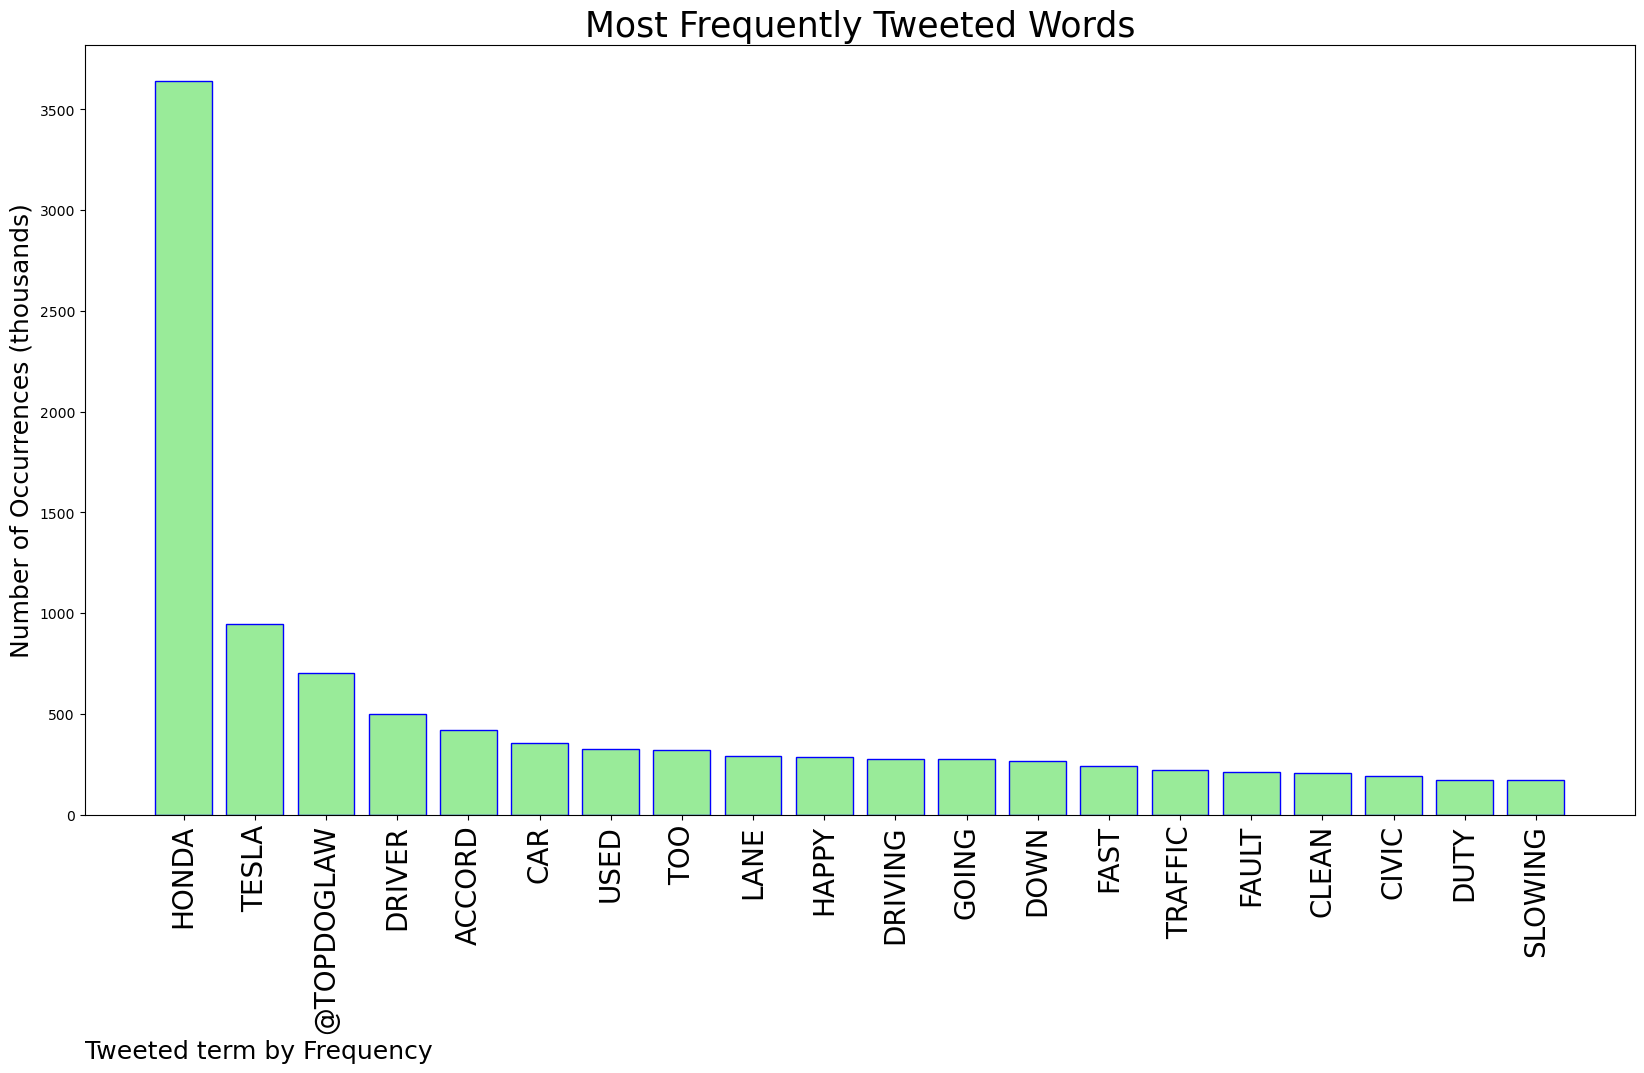 Most Frequently Tweeted Words
Number of Occurrences (thousands)
3500
3000
2500
2000
1500
1000
500
0
HONDA
TESLA
@TOPDOGLAW
DRIVER
ACCORD
CAR
USED
TOO
LANE
HAPPY
DRIVING
GOING
DOWN
FAST
TRAFFIC
FAULT
CLEAN
CIVIC
DUTY
SLOWING
Tweeted term by Frequency